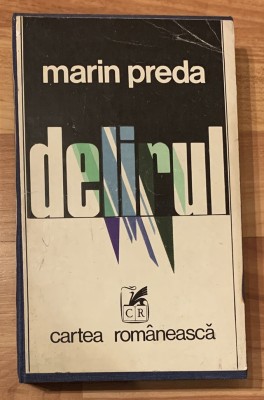 marin preda
delirul
CR
cartea românească